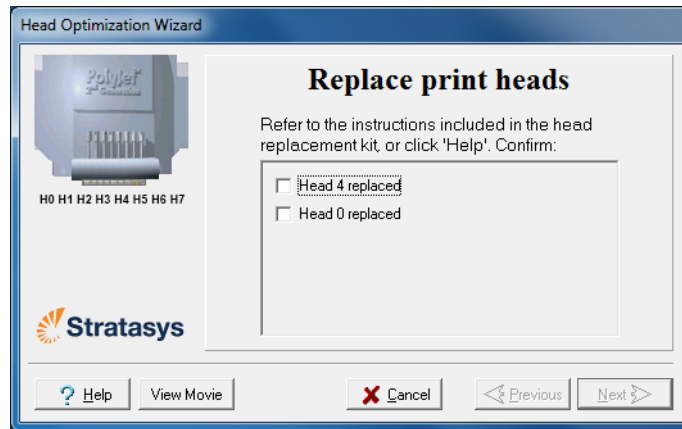 Head Optimization Wizard
PolyJet
2nd Generation
H0 H1 H2 H3 H4 H5 H6 H7
Stratasys
Replace print heads
Refer to the instructions included in the head
replacement kit, or click 'Help'. Confirm:
Head 4 replaced
Head 0 replaced
? Help
View Movie
Cancel
Previous
Next